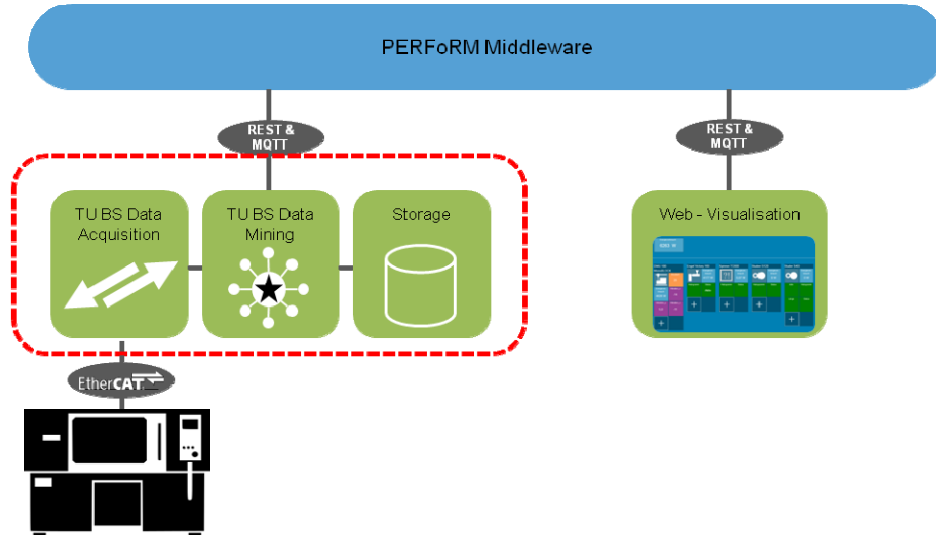 PERFoRM Middleware
REST &
MQTT
REST &
MQTT
TU BS Data
Acquisition
TU BS Data
Mining
Storage
Web - Visualisation
EtherCAT